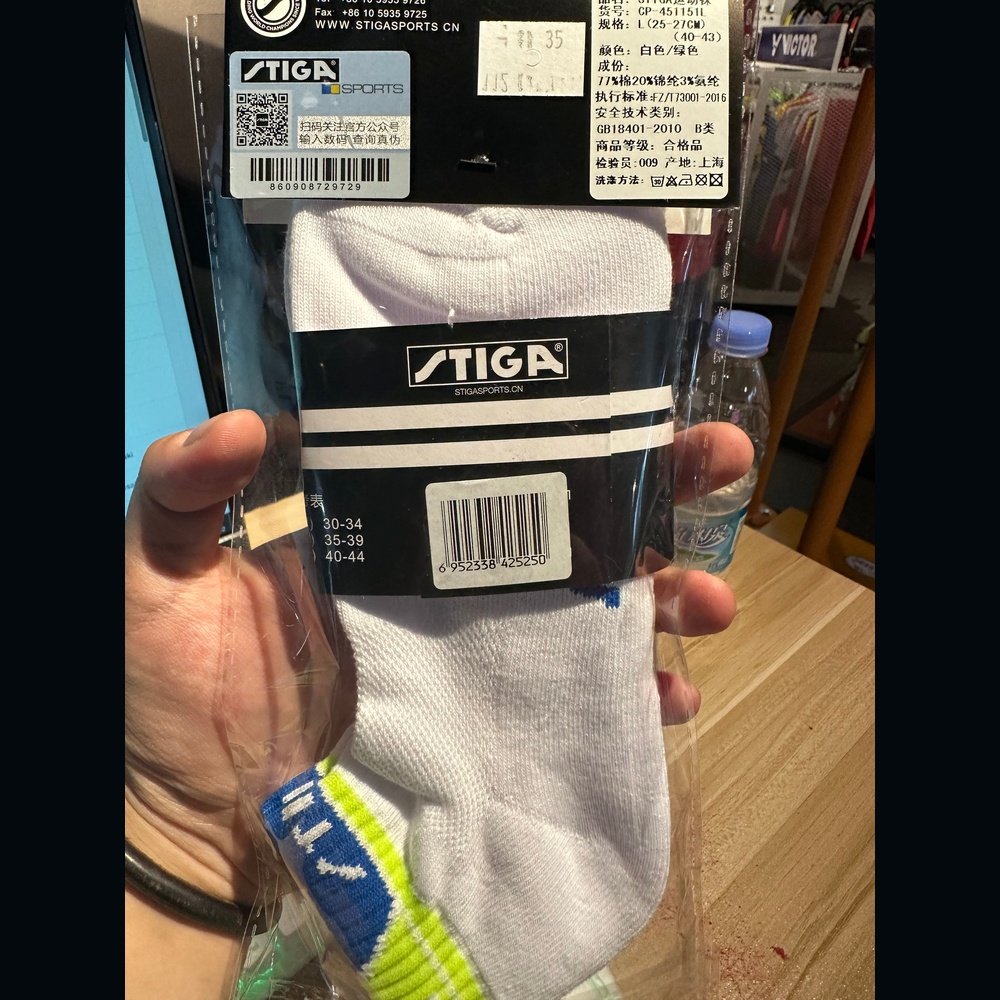 Fax +86 10 5935 9725
WWW.STIGASPORTS.CN
STIGA
SPORTS
扫码关注官方公众号
输入数码 查询真伪
860908729729
35
货号: CP-451151L
规格: L(25-27CM)
(40-43)
颜色: 白色/绿色
成份:
77%棉20%锦纶3%氨纶
执行标准:FZ/T73001-2016
安全技术类别:
GB18401-2010 B类
商品等级: 合格品
检验员:009 产地:上海
洗涤方法:
VICTOR
STIGA®
STIGASPORTS.CN
表
30-34
35-39
40-44
6 952338 425250